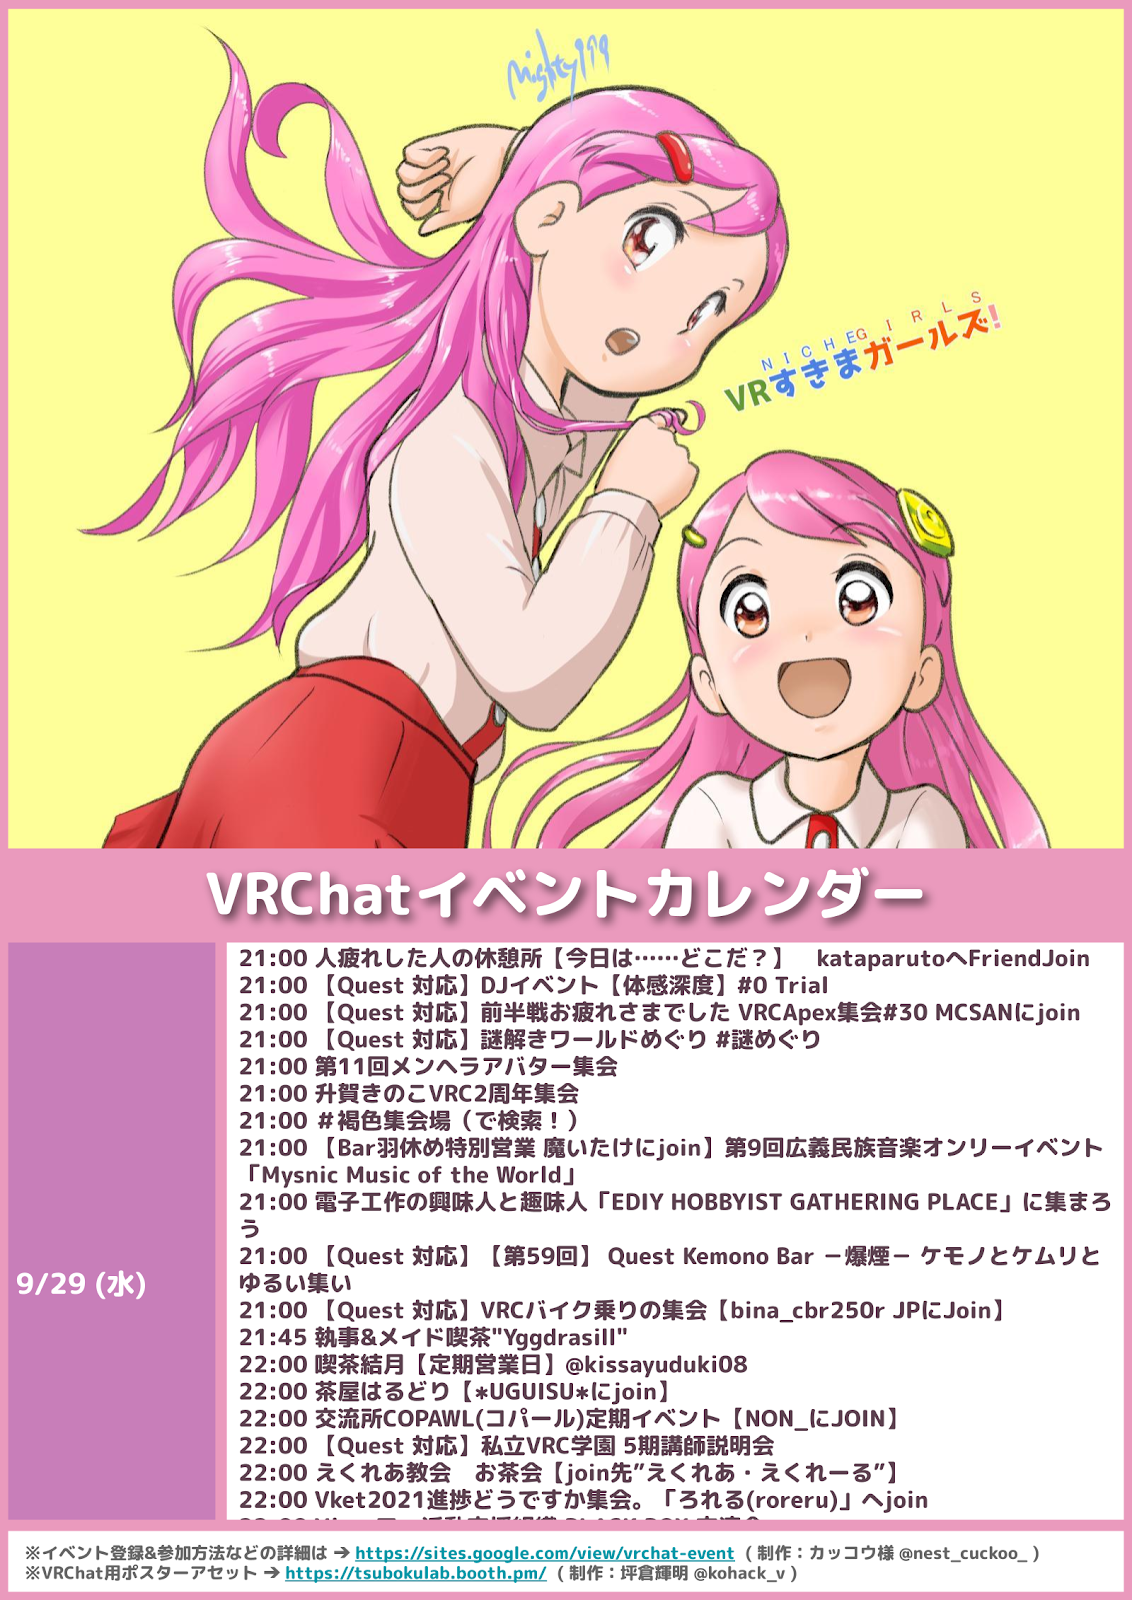 mighty199
NICHE GIRLS
VRすきまガールズ!
VRChatイベントカレンダー
9/29 (水)
21:00 人疲れした人の休憩所【今日は……どこだ？】　kataparutoへFriendJoin
21:00 【Quest 対応】DJイベント【体感深度】#0 Trial
21:00 【Quest 対応】前半戦お疲れさまでした VRCApex集会#30 MCSANにjoin
21:00 【Quest 対応】謎解きワールドめぐり #謎めぐり
21:00 第11回メンヘラアバター集会
21:00 升賀きのこVRC2周年集会
21:00 ＃褐色集会場（で検索！）
21:00 【Bar羽休め特別営業 魔いたけにjoin】第9回広義民族音楽オンリーイベント
「Mysnic Music of the World」
21:00 電子工作の興味人と趣味人「EDIY HOBBYIST GATHERING PLACE」に集まろ
う
21:00 【Quest 対応】【第59回】 Quest Kemono Bar －爆煙－ ケモノとケムリと
ゆるい集い
21:00 【Quest 対応】VRCバイク乗りの集会【bina_cbr250r JPにJoin】
21:45 執事&メイド喫茶"Yggdrasill"
22:00 喫茶結月【定期営業日】@kissayuduki08
22:00 茶屋はるどり【*UGUISU*にjoin】
22:00 交流所COPAWL(コパール)定期イベント【NON_にJOIN】
22:00 【Quest 対応】私立VRC学園 5期講師説明会
22:00 えくれあ教会　お茶会【join先”えくれあ・えくれーる”】
22:00 Vket2021進捗どうですか集会。「ろれる(roreru)」へjoin
※イベント登録&参加方法などの詳細は ➔ https://sites.google.com/view/vrchat-event （ 制作：カッコウ様 @nest_cuckoo_ ）
※VRChat用ポスターアセット ➔ https://tsubokulab.booth.pm/ （ 制作：坪倉輝明 @kohack_v ）